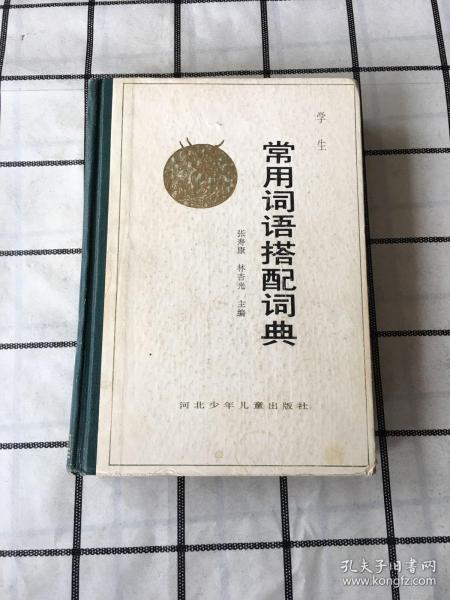 学生
常用词语搭配词典
张寿康 林杏光 主编
河北少年儿童出版社
孔夫子旧书网
www.kongfz.com